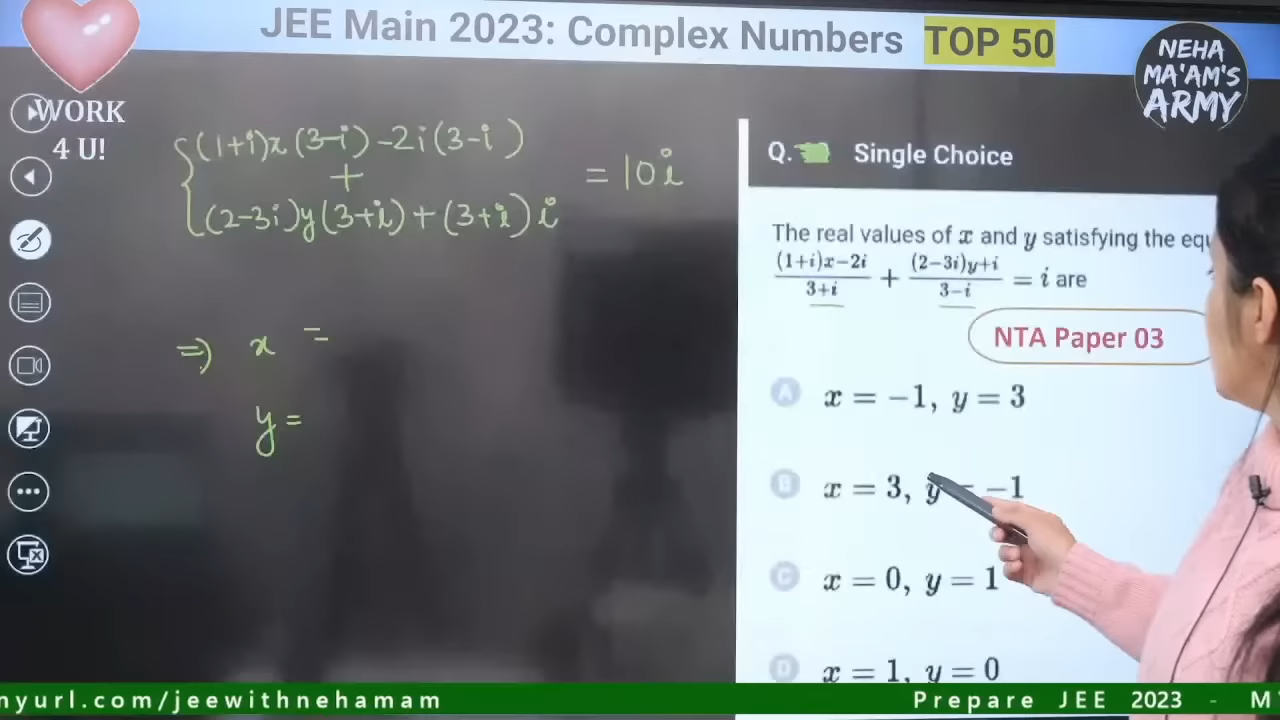 JEE Main 2023: Complex Numbers TOP 50
NEHA
MA'AM'S
ARMY
WORK
4 U!
(1+i)x(3-i)-2i(3-i)
+
(2-3i)y(3+i)+(3+i)i
=10i
⇒ x =
y =
Q. Single Choice
The real values of x and y satisfying the equ
(1+i)x−2i/3+i + (2−3i)y+i/3−i = i are
NTA Paper 03
A x = −1, y = 3
B x = 3, y = −1
C x = 0, y = 1
D x = 1, y = 0
nyurl.com/jeewithnehamam
Prepare JEE 2023 - M